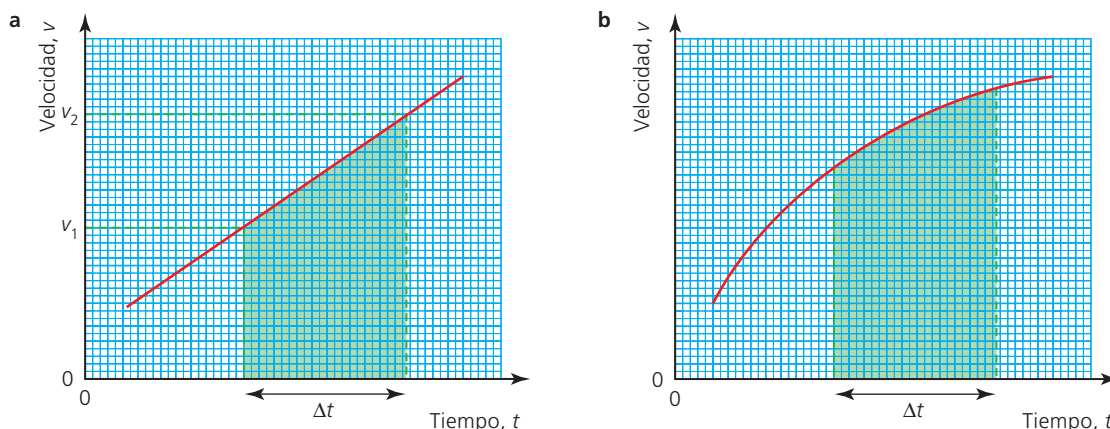 a
Velocidad, v
v2
v1
0
0
Δt
Tiempo, t
b
Velocidad, v
0
0
Δt
Tiempo, t